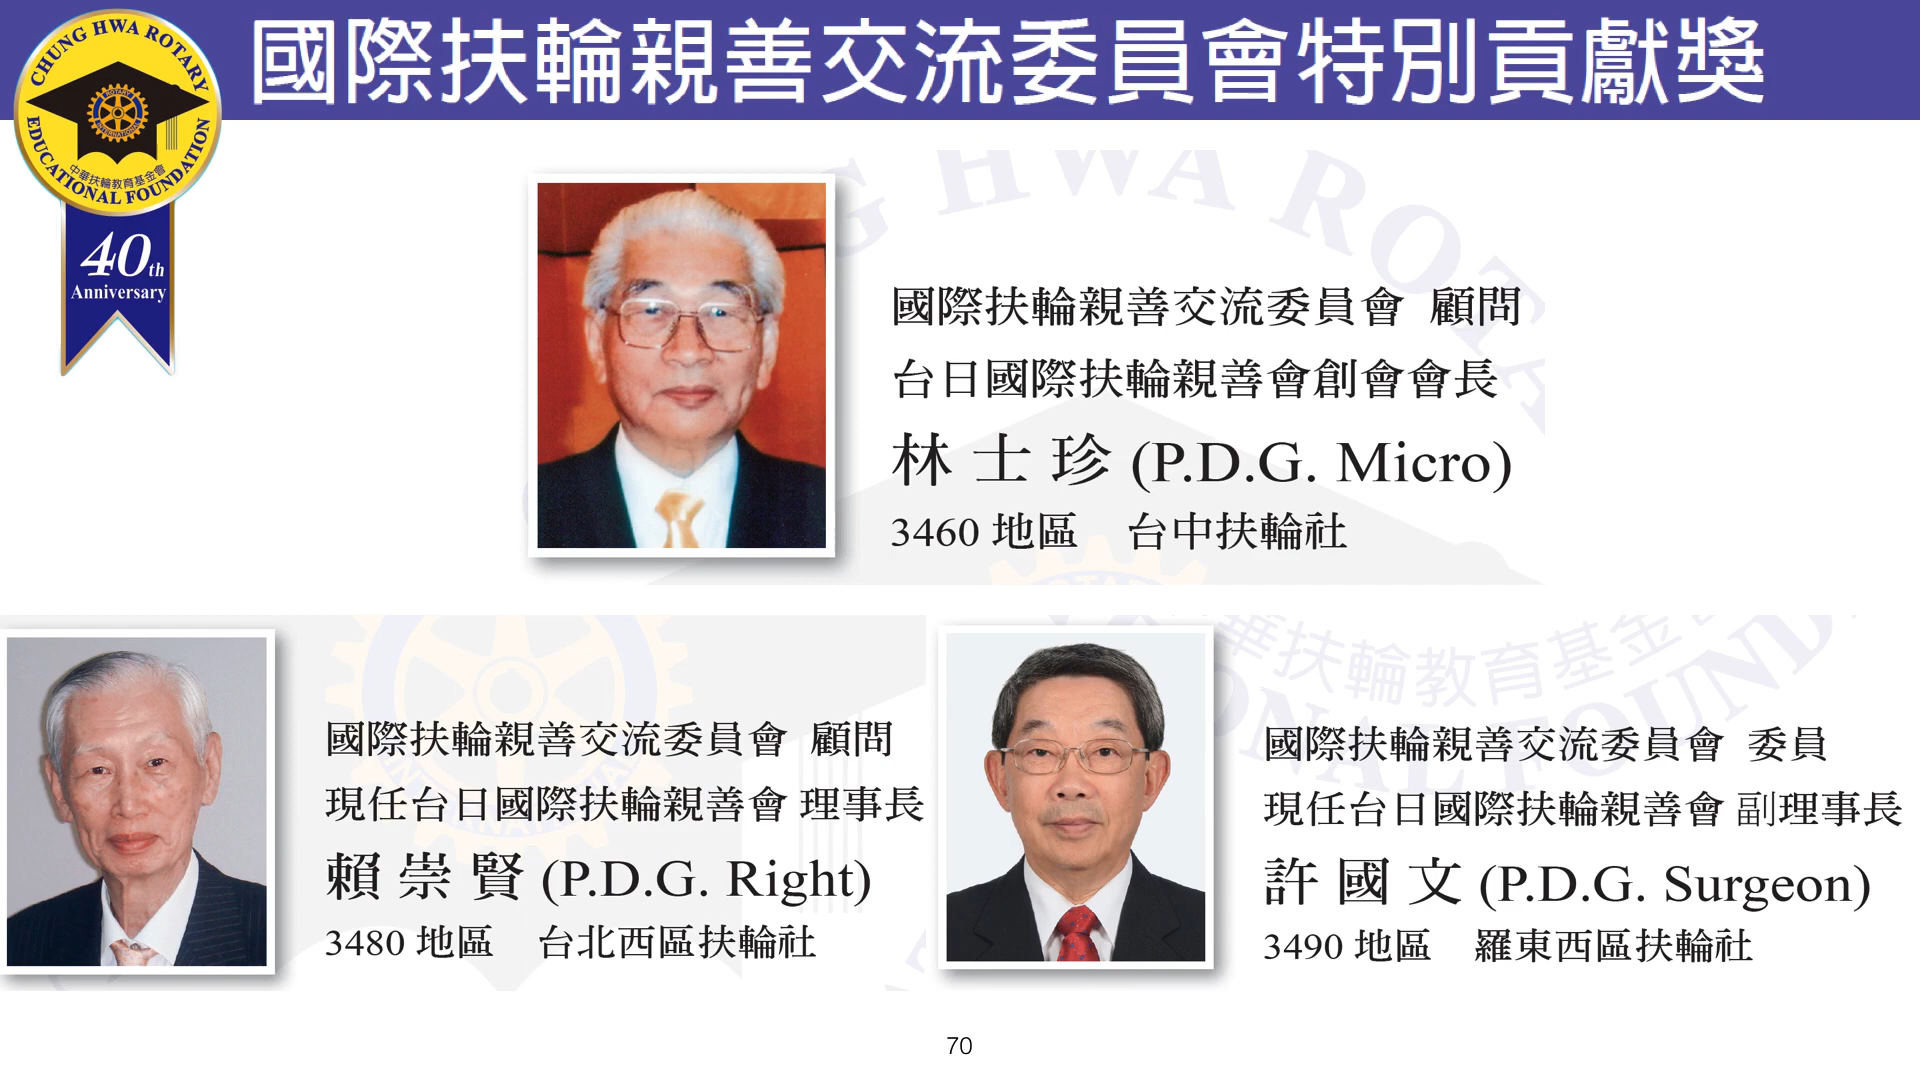 國際扶輪親善交流委員會特別貢獻獎
CHUNG HWA ROTARY
ROTARY
INTERNATIONAL
中華扶輪教育基金會
EDUCATIONAL FOUNDATION
40th
Anniversary
國際扶輪親善交流委員會 顧問
台日國際扶輪親善會創會會長
林士珍 (P.D.G. Micro)
3460 地區 台中扶輪社
國際扶輪親善交流委員會 顧問
現任台日國際扶輪親善會 理事長
賴崇賢 (P.D.G. Right)
3480 地區 台北西區扶輪社
國際扶輪親善交流委員會 委員
現任台日國際扶輪親善會 副理事長
許國文 (P.D.G. Surgeon)
3490 地區 羅東西區扶輪社
70